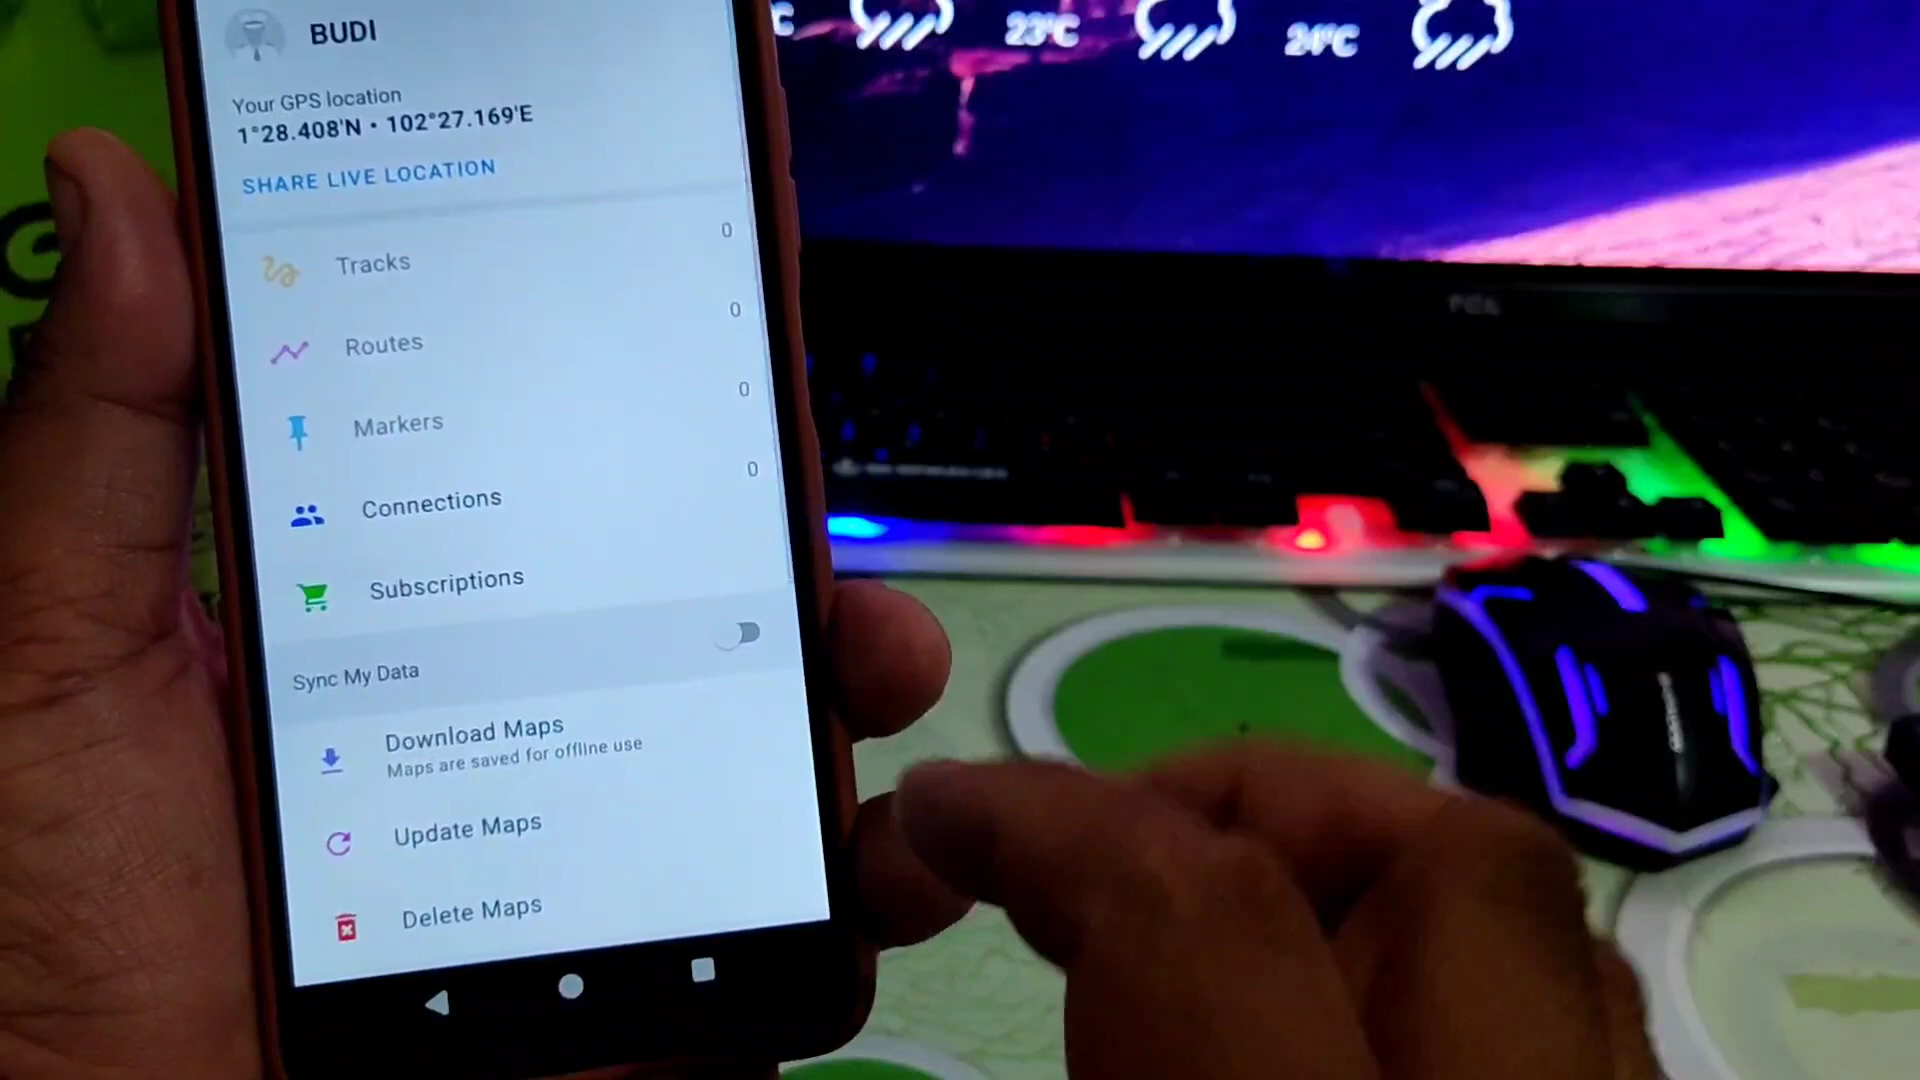 BUDI
Your GPS location
1°28.408'N • 102°27.169'E
SHARE LIVE LOCATION
Tracks 0
Routes 0
Markers 0
Connections 0
Subscriptions
Sync My Data
Download Maps
Maps are saved for offline use
Update Maps
Delete Maps
23°C
24°C